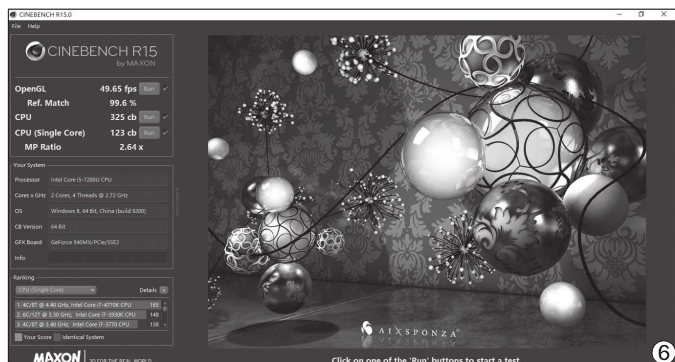 CINEBENCH R15.0
File Help
CINEBENCH R15
by MAXON
OpenGL 49.65 fps Run
Ref. Match 99.6 %
CPU 325 cb Run
CPU (Single Core) 123 cb Run
MP Ratio 2.64 x
Your System
Processor Intel Core i5-7200U CPU
Cores x GHz 2 Cores, 4 Threads @ 2.72 GHz
OS Windows 8, 64 Bit, China (build 9200)
CB Version 64 Bit
GFX Board GeForce 940MX/PCIe/SSE2
Info
Ranking
CPU (Single Core) Details
1. 4C/8T @ 4.40 GHz, Intel Core i7-4770K CPU 165
2. 6C/12T @ 3.30 GHz, Intel Core i7-3930K CPU 148
3. 4C/8T @ 3.40 GHz, Intel Core i7-3770 CPU 138
Your Score Identical System
MAXON 3D FOR THE REAL WORLD
AIXSPONZA
Click on one of the 'Run' buttons to start a test.
6